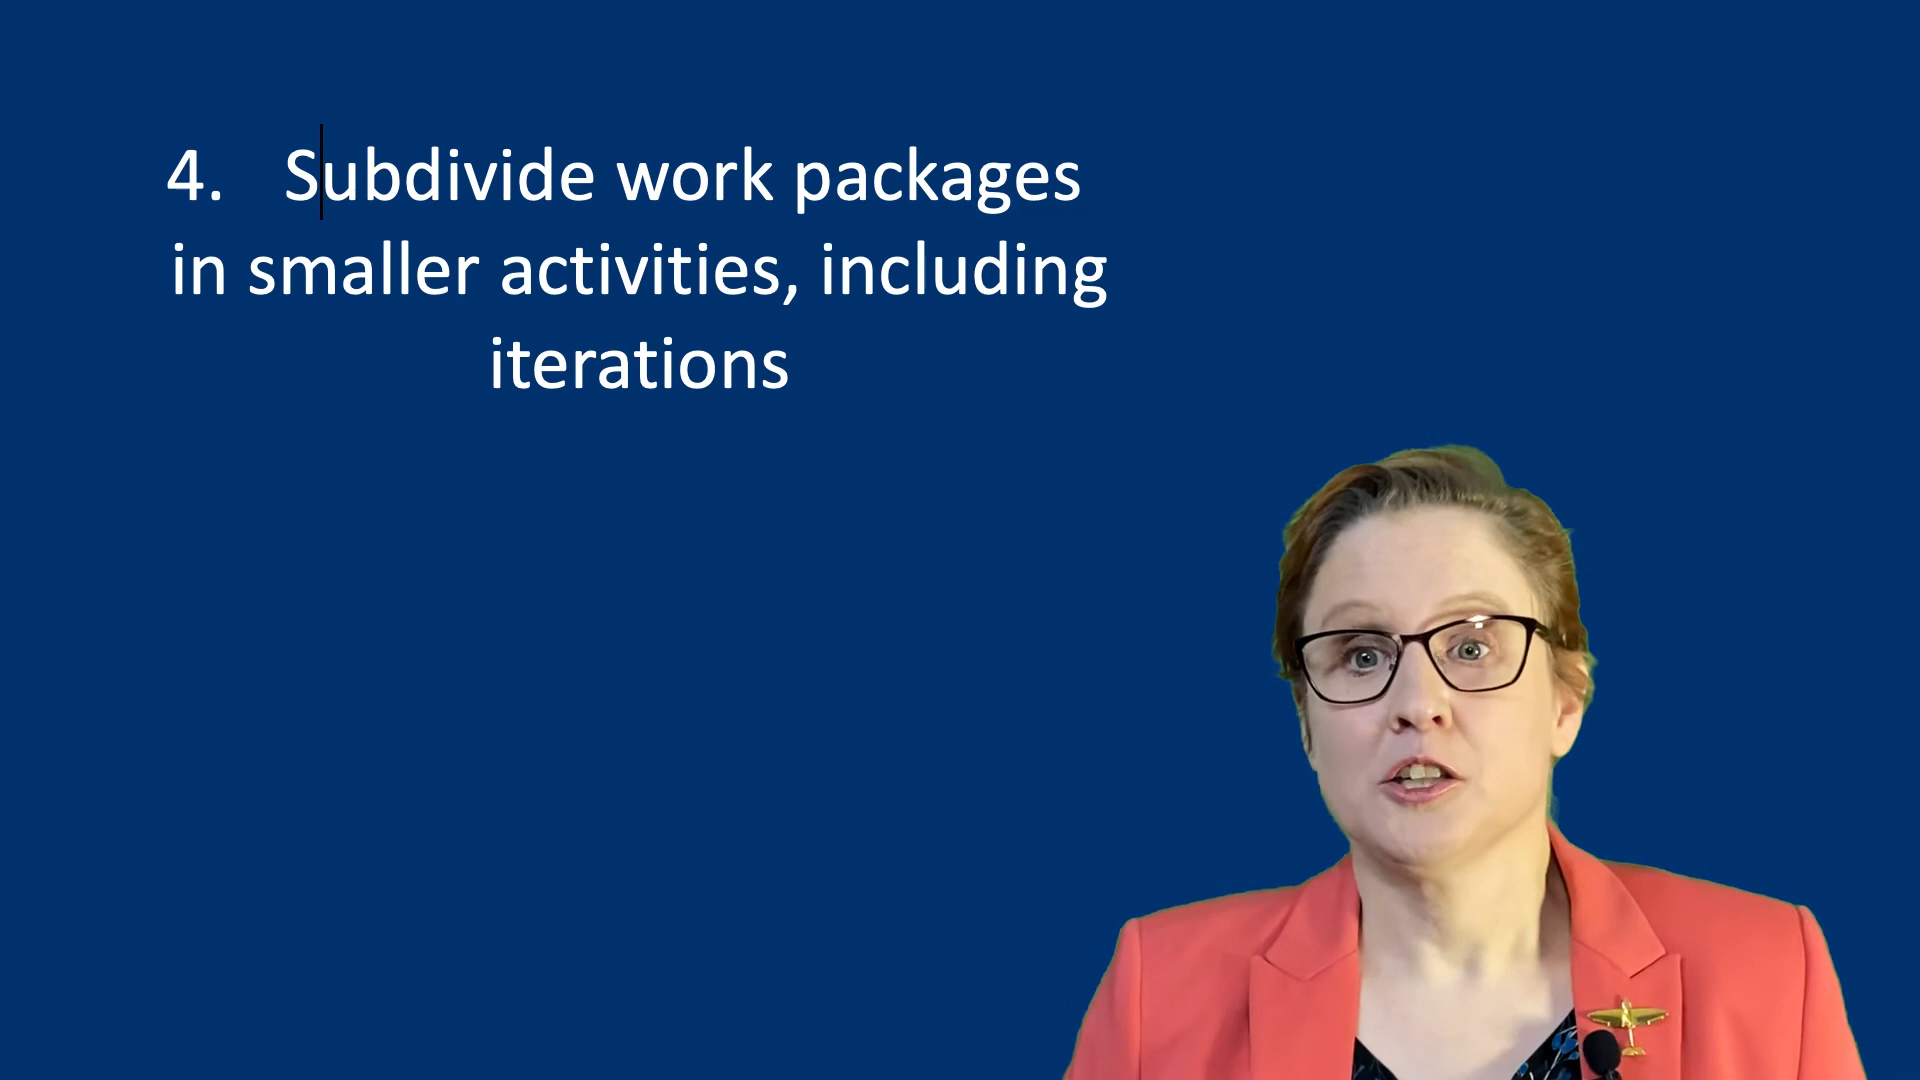 4. Subdivide work packages
in smaller activities, including
iterations